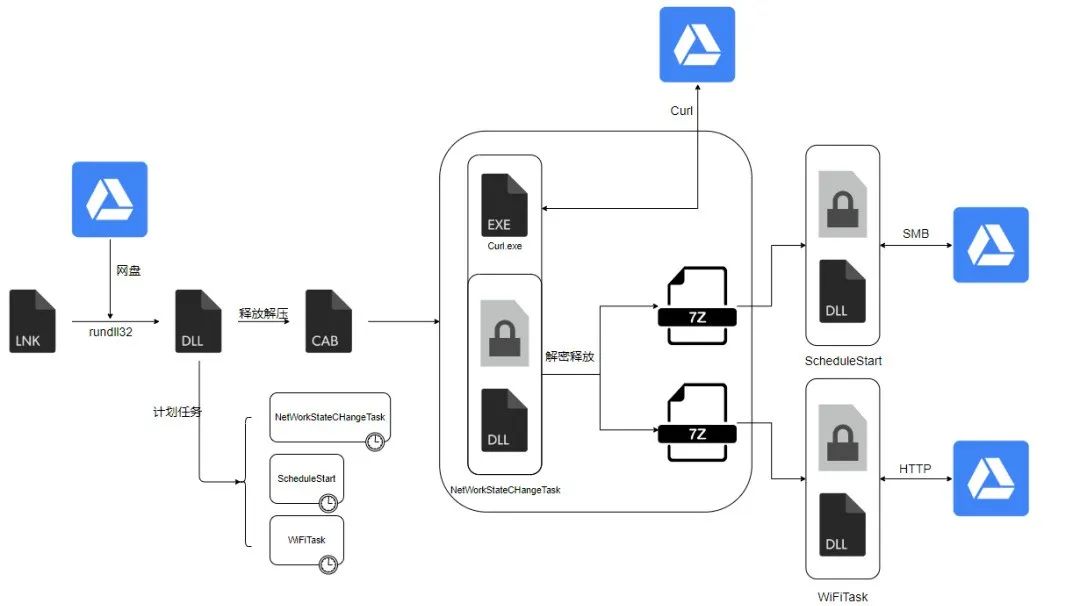 Curl
网盘
LNK
rundll32
DLL
释放解压
CAB
计划任务
NetWorkStateCHangeTask
ScheduleStart
WiFiTask
EXE
Curl.exe
DLL
NetWorkStateCHangeTask
解密释放
7Z
7Z
DLL
ScheduleStart
SMB
DLL
WiFiTask
HTTP